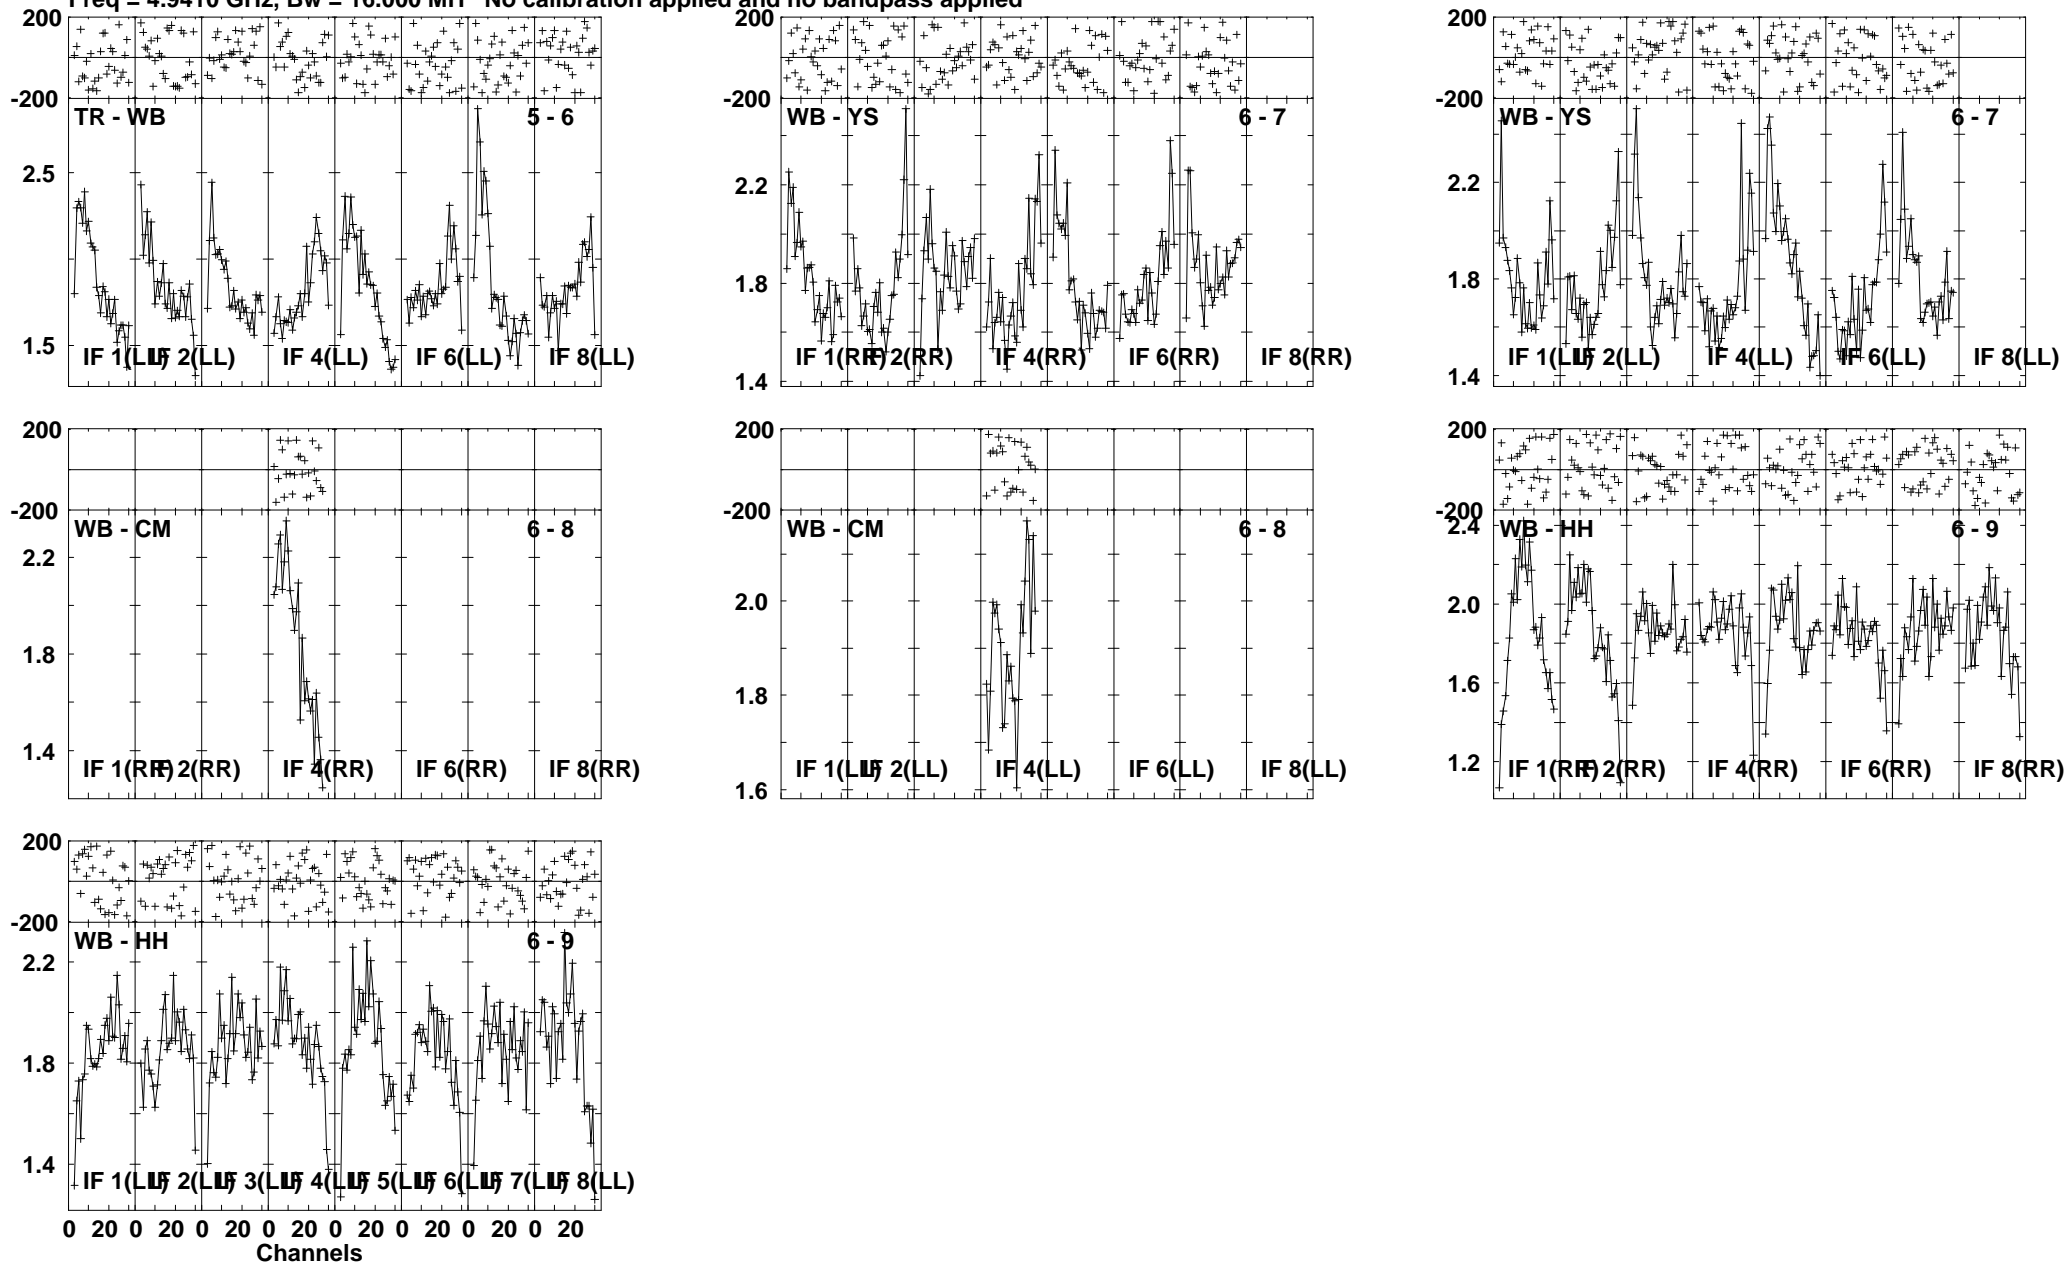 Freq = 4.9410 GHz, Bw = 16.000 MH No calibration applied and no bandpass applied
200
-200
TR - WB 5 - 6
2.5
1.5
IF 1(LL) IF 2(LL) IF 4(LL) IF 6(LL) IF 8(LL)
200
-200
WB - YS 6 - 7
2.2
1.8
1.4
IF 1(RR) IF 2(RR) IF 4(RR) IF 6(RR) IF 8(RR)
200
-200
WB - YS 6 - 7
2.2
1.8
1.4
IF 1(LL) IF 2(LL) IF 4(LL) IF 6(LL) IF 8(LL)
200
-200
WB - CM 6 - 8
2.2
1.8
1.4
IF 1(RR) IF 2(RR) IF 4(RR) IF 6(RR) IF 8(RR)
200
-200
WB - CM 6 - 8
2.0
1.8
1.6
IF 1(LL) IF 2(LL) IF 4(LL) IF 6(LL) IF 8(LL)
200
-200
2.4
WB - HH 6 - 9
2.0
1.6
1.2
IF 1(RR) IF 2(RR) IF 4(RR) IF 6(RR) IF 8(RR)
200
-200
WB - HH 6 - 9
2.2
1.8
1.4
IF 1(LL) IF 2(LL) IF 3(LL) IF 4(LL) IF 5(LL) IF 6(LL) IF 7(LL) IF 8(LL)
0 20 0 20 0 20 0 20 0 20 0 20 0 20 0 20
Channels